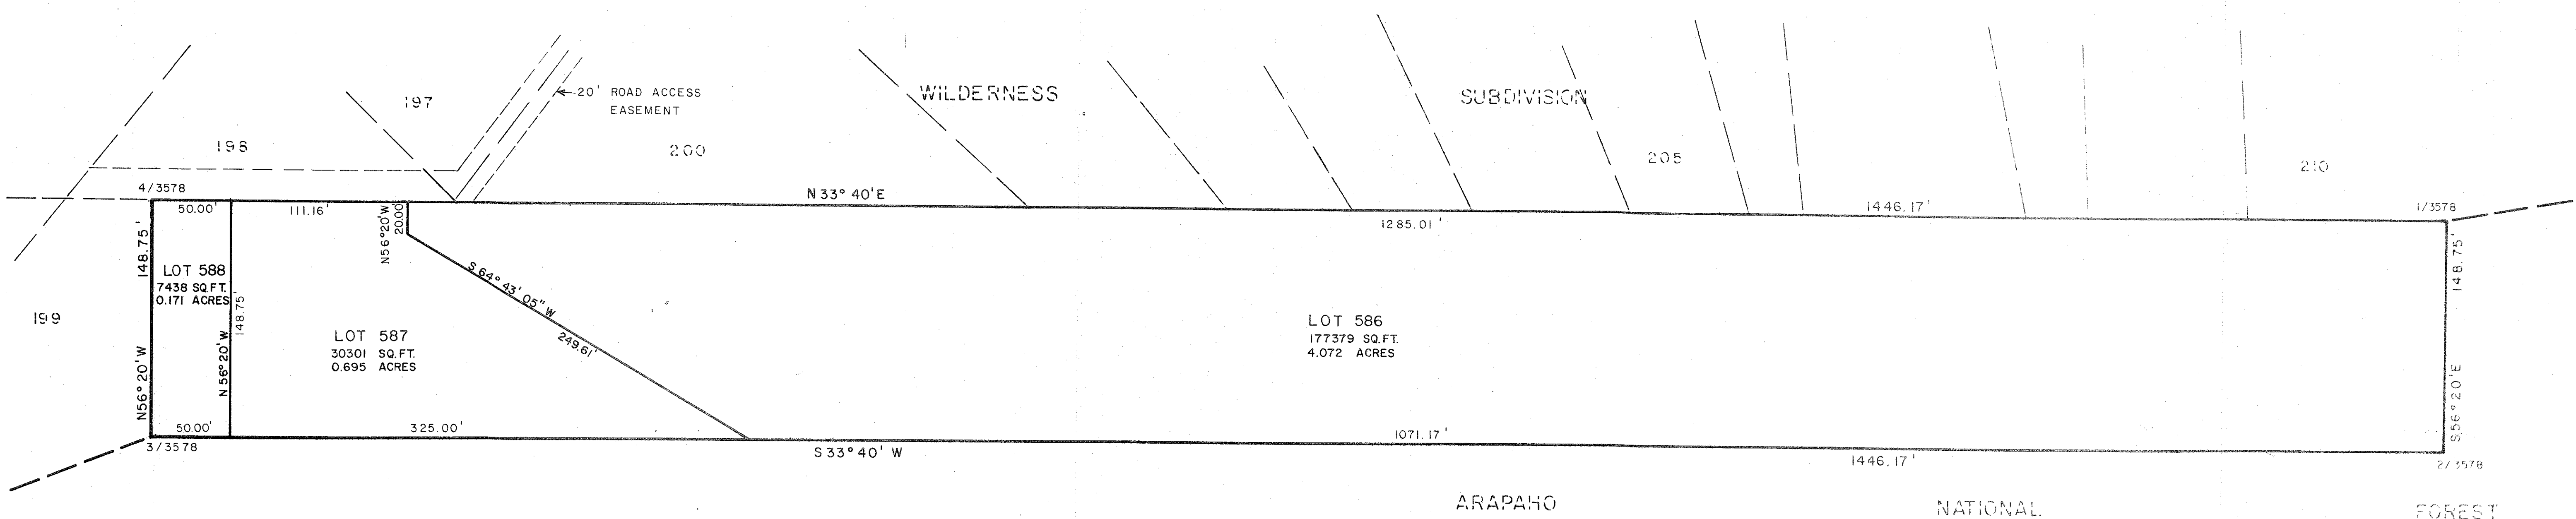 197
20' ROAD ACCESS
EASEMENT
WILDERNESS
SUBDIVISION
198
200
205
210
4/3578
N 33° 40' E
1446.17'
1/3578
50.00'
111.16'
N56°20'W
20.00'
1285.01'
148.75'
N56°20'W
LOT 588
7438 SQ.FT.
0.171 ACRES
148.75'
N 56° 20' W
S 64° 43' 05" W
249.61'
LOT 587
30301 SQ.FT.
0.695 ACRES
LOT 586
177379 SQ.FT.
4.072 ACRES
148.75'
S 56° 20' E
199
50.00'
325.00'
1071.17'
3/3578
S 33° 40' W
1446.17'
2/3578
ARAPAHO
NATIONAL
FOREST